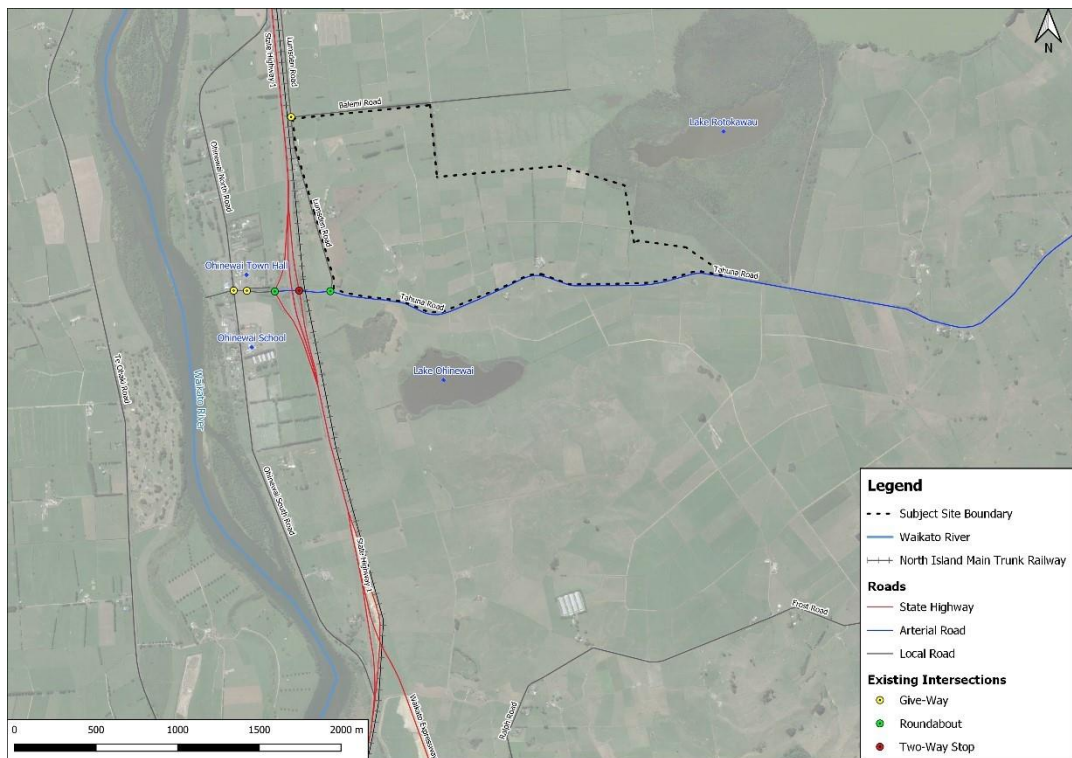 N
State Highway 1
Lumsden Road
Balemi Road
Lake Rotokawau
Ohinewai North Road
Lumsden Road
Ohinewai Town Hall
Tahuna Road
Tahuna Road
Ohinewai School
Te Ohaki Road
Waikato River
Lake Ohinewai
Ohinewai South Road
State Highway 1
Frost Road
Ralph Road
Waikato Expressway
Legend
Subject Site Boundary
Waikato River
North Island Main Trunk Railway
Roads
State Highway
Arterial Road
Local Road
Existing Intersections
Give-Way
Roundabout
Two-Way Stop
0 500 1000 1500 2000 m